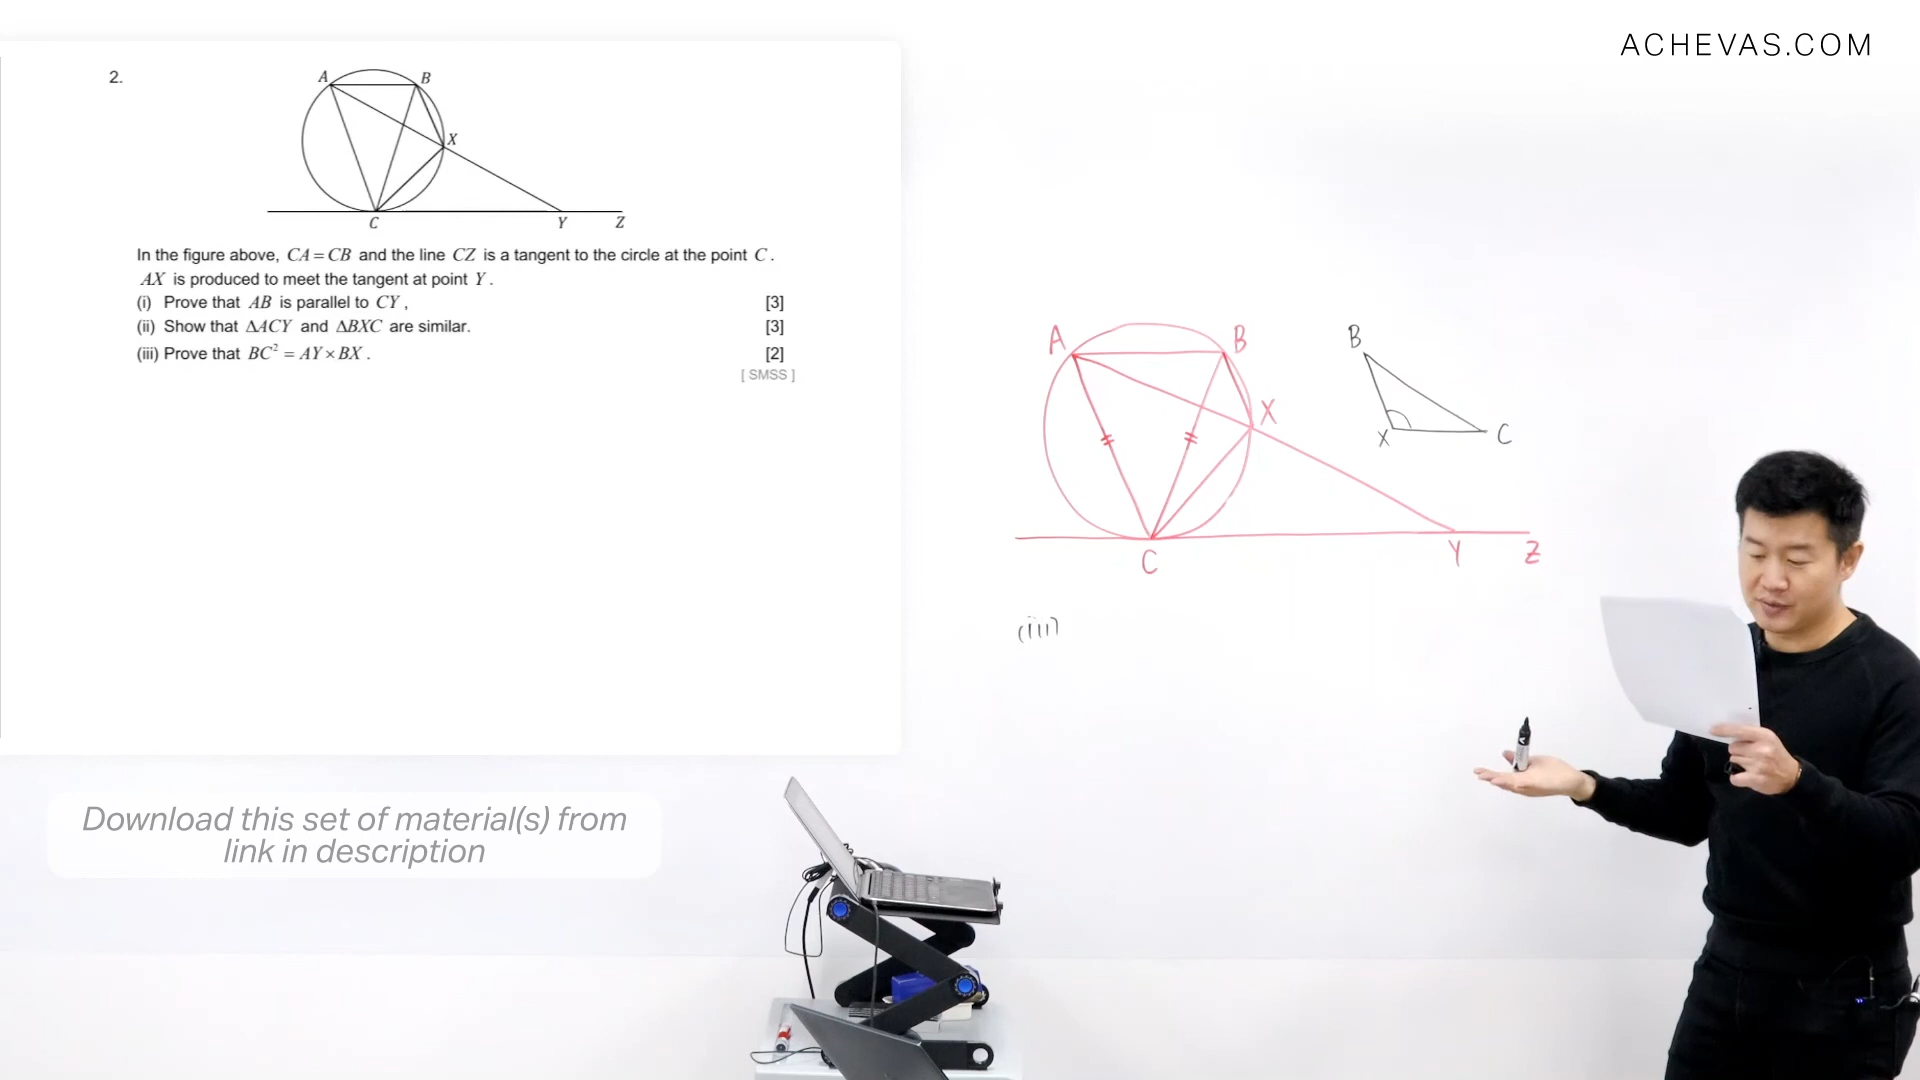 ACHEVAS.COM
2.
A
B
X
C
Y
Z
In the figure above, CA = CB and the line CZ is a tangent to the circle at the point C.
AX is produced to meet the tangent at point Y.
(i) Prove that AB is parallel to CY, [3]
(ii) Show that ΔACY and ΔBXC are similar. [3]
(iii) Prove that BC² = AY × BX. [2]
[ SMSS ]
A
B
X
C
Y
Z
B
X
C
(iii)
Download this set of material(s) from
link in description